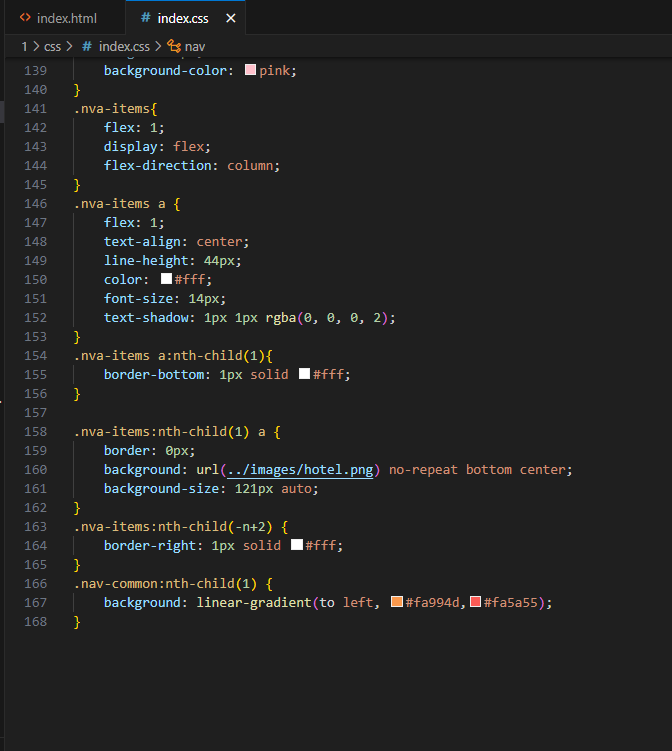 index.html
# index.css
1 > css > # index.css > nav
139 background-color: pink;
140 }
141 .nva-items{
142 flex: 1;
143 display: flex;
144 flex-direction: column;
145 }
146 .nva-items a {
147 flex: 1;
148 text-align: center;
149 line-height: 44px;
150 color: #fff;
151 font-size: 14px;
152 text-shadow: 1px 1px rgba(0, 0, 0, 2);
153 }
154 .nva-items a:nth-child(1){
155 border-bottom: 1px solid #fff;
156 }
157
158 .nva-items:nth-child(1) a {
159 border: 0px;
160 background: url(../images/hotel.png) no-repeat bottom center;
161 background-size: 121px auto;
162 }
163 .nva-items:nth-child(-n+2) {
164 border-right: 1px solid #fff;
165 }
166 .nav-common:nth-child(1) {
167 background: linear-gradient(to left, #fa994d,#fa5a55);
168 }